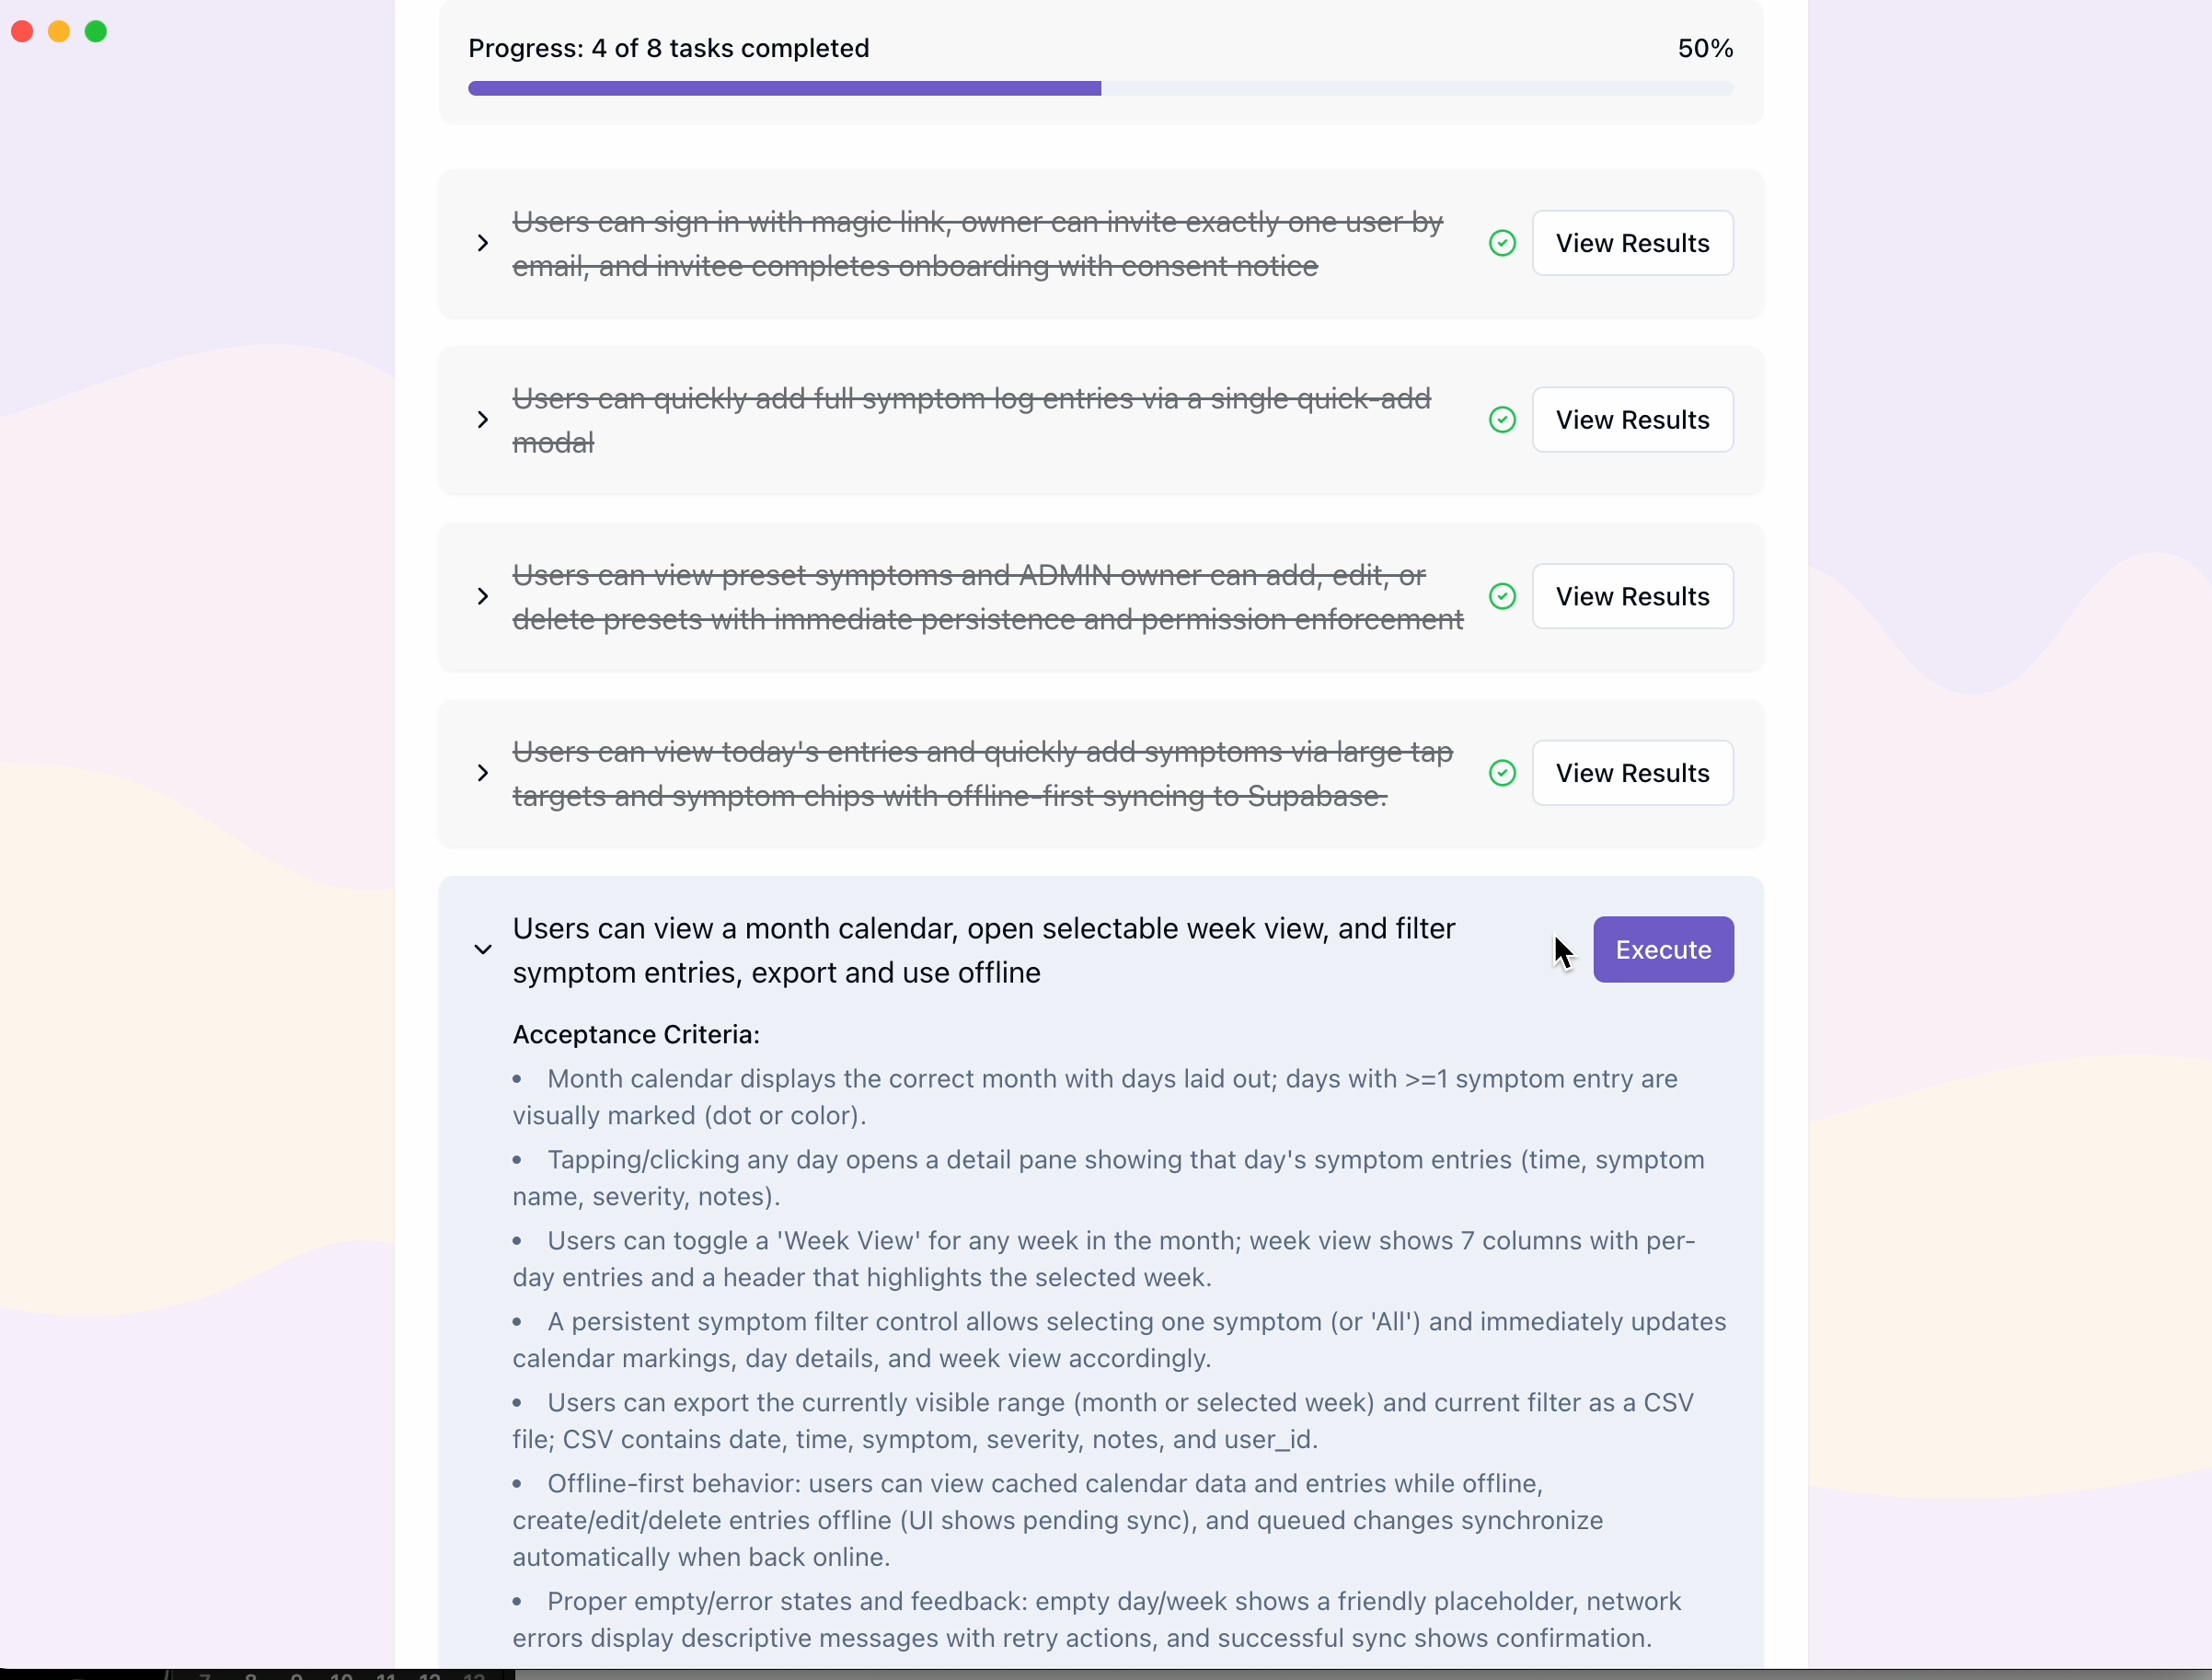 Progress: 4 of 8 tasks completed
50%
Users can sign in with magic link, owner can invite exactly one user by
email, and invitee completes onboarding with consent notice
View Results
Users can quickly add full symptom log entries via a single quick-add
modal
View Results
Users can view preset symptoms and ADMIN owner can add, edit, or
delete presets with immediate persistence and permission enforcement
View Results
Users can view today's entries and quickly add symptoms via large tap
targets and symptom chips with offline-first syncing to Supabase.
View Results
Users can view a month calendar, open selectable week view, and filter
symptom entries, export and use offline
Execute
Acceptance Criteria:
• Month calendar displays the correct month with days laid out; days with >=1 symptom entry are
visually marked (dot or color).
• Tapping/clicking any day opens a detail pane showing that day's symptom entries (time, symptom
name, severity, notes).
• Users can toggle a 'Week View' for any week in the month; week view shows 7 columns with per-
day entries and a header that highlights the selected week.
• A persistent symptom filter control allows selecting one symptom (or 'All') and immediately updates
calendar markings, day details, and week view accordingly.
• Users can export the currently visible range (month or selected week) and current filter as a CSV
file; CSV contains date, time, symptom, severity, notes, and user_id.
• Offline-first behavior: users can view cached calendar data and entries while offline,
create/edit/delete entries offline (UI shows pending sync), and queued changes synchronize
automatically when back online.
• Proper empty/error states and feedback: empty day/week shows a friendly placeholder, network
errors display descriptive messages with retry actions, and successful sync shows confirmation.